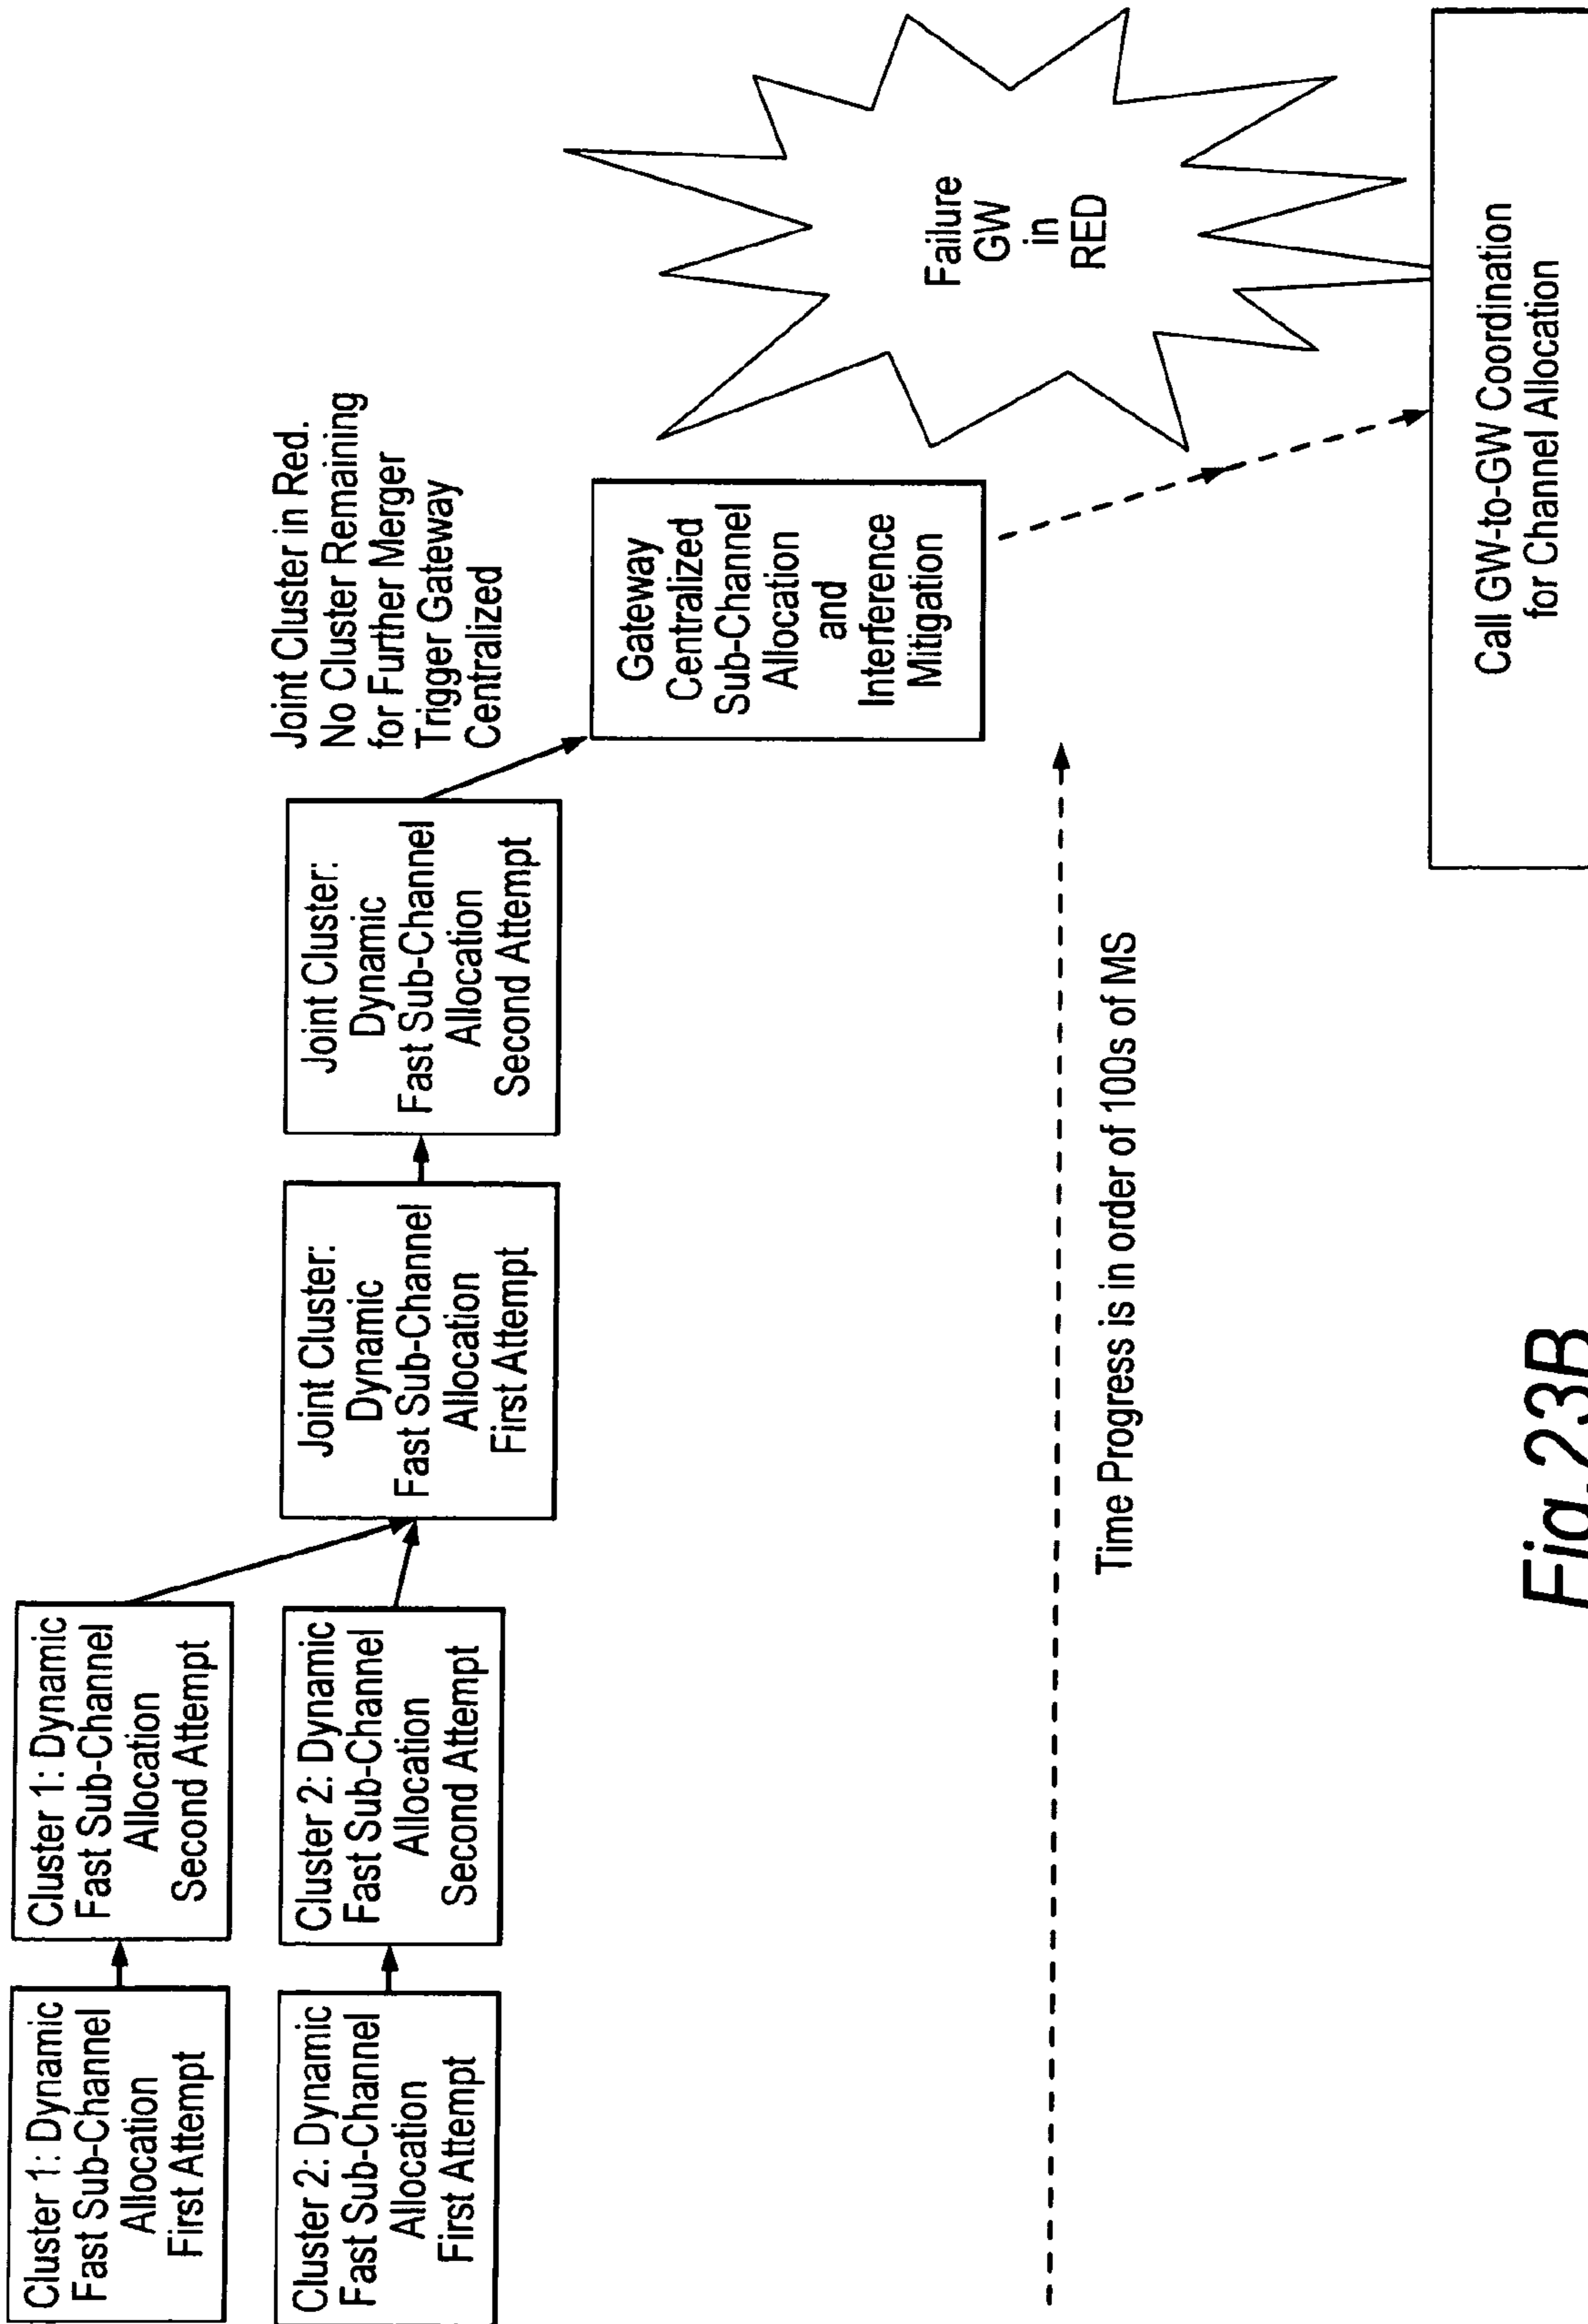 Cluster 1: Dynamic
Fast Sub-Channel
Allocation
First Attempt
Cluster 1: Dynamic
Fast Sub-Channel
Allocation
Second Attempt
Cluster 2: Dynamic
Fast Sub-Channel
Allocation
First Attempt
Cluster 2: Dynamic
Fast Sub-Channel
Allocation
Second Attempt
Joint Cluster:
Dynamic
Fast Sub-Channel
Allocation
First Attempt
Joint Cluster:
Dynamic
Fast Sub-Channel
Allocation
Second Attempt
Joint Cluster in Red.
No Cluster Remaining
for Further Merger
Trigger Gateway
Centralized
Gateway
Centralized
Sub-Channel
Allocation
and
Interference
Mitigation
Failure
GW
in
RED
Time Progress is in order of 100s of MS
Call GW-to-GW Coordination
for Channel Allocation
Fig.23B